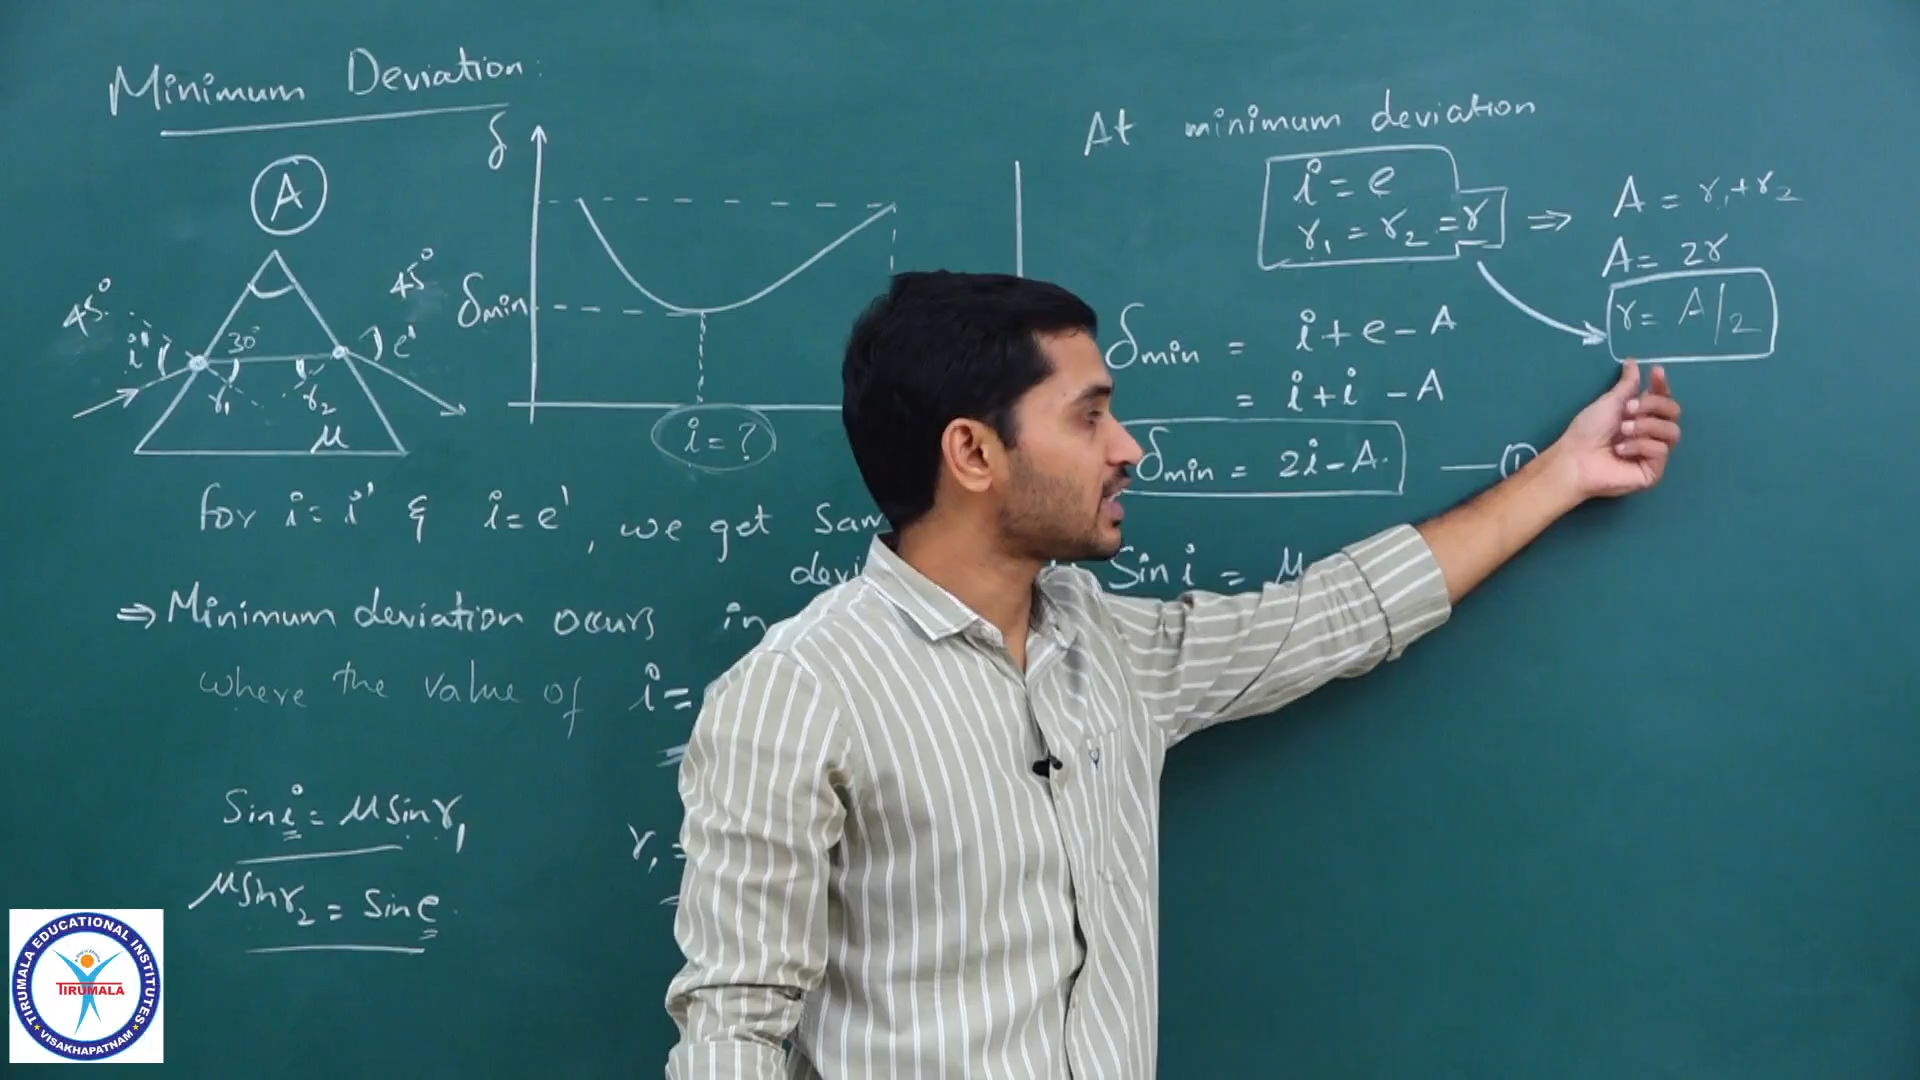 Minimum Deviation:
A
45°
45°
i'
30°
e'
r₁
r₂
μ
δ
δmin
i = ?
for i = i' & i = e', we get
⇒ Minimum deviation occurs in
where the value of i =
Sin i = μ Sin r₁
μ Sin r₂ = Sin e
r₁ =
At minimum deviation
i = e
r₁ = r₂ = r ⇒
A = r₁ + r₂
A = 2r
r = A/2
δmin = i + e - A
= i + i - A
δmin = 2i - A. — ①
Sin i = μ
TIRUMALA EDUCATIONAL INSTITUTES
TIRUMALA
★ VISAKHAPATNAM ★